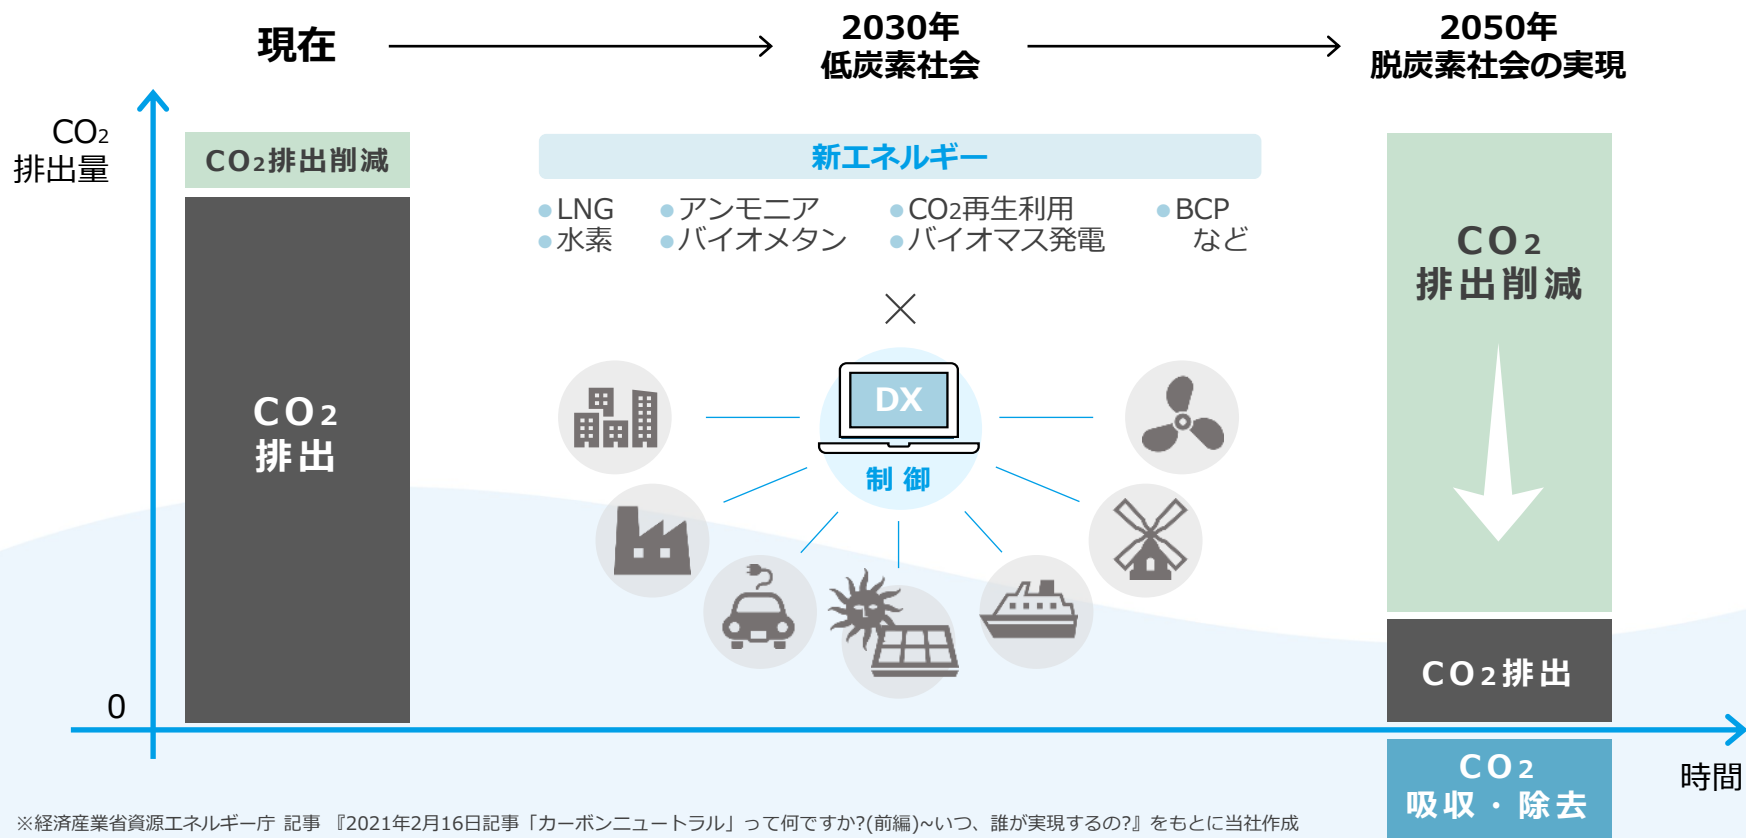 現在
2030年
低炭素社会
2050年
脱炭素社会の実現
CO2
排出量
CO2排出削減
CO2
排出
0
新エネルギー
LNG
水素
アンモニア
バイオメタン
CO2再生利用
バイオマス発電
BCP
など
×
DX
制御
CO2
排出削減
CO2排出
CO2
吸収・除去
時間
※経済産業省資源エネルギー庁 記事 『2021年2月16日記事「カーボンニュートラル」って何ですか?(前編)~いつ、誰が実現するの?』をもとに当社作成